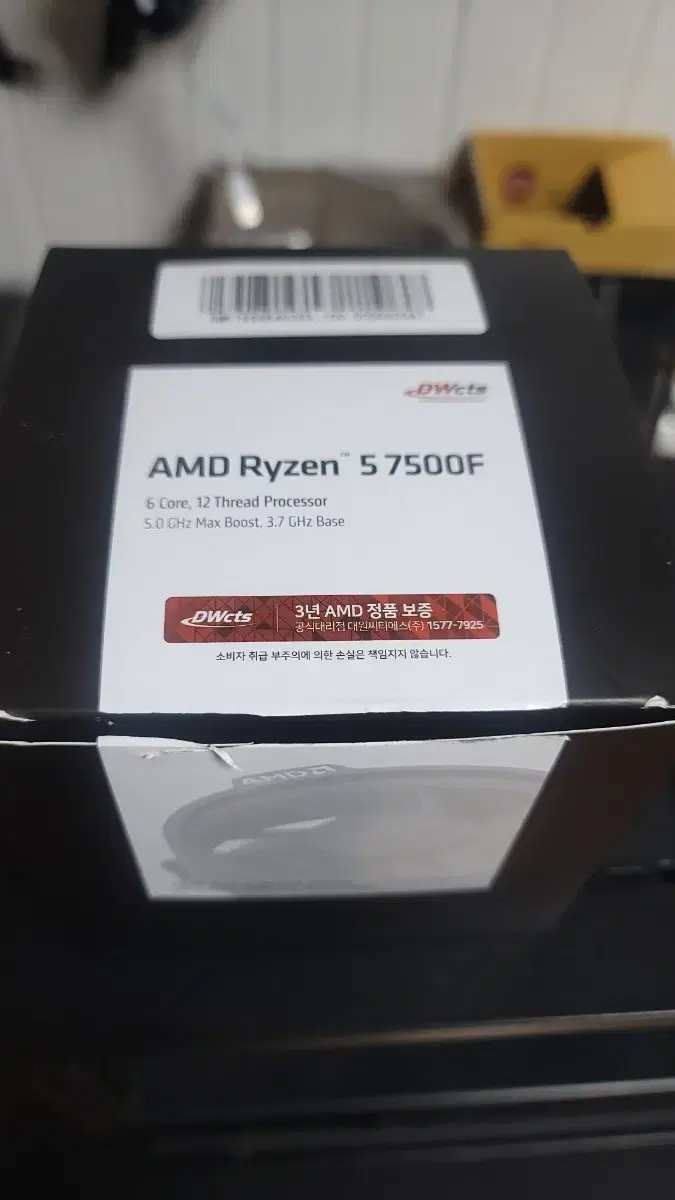 DWcts
AMD Ryzen™ 5 7500F
6 Core, 12 Thread Processor
5.0 GHz Max Boost, 3.7 GHz Base
DWcts
3년 AMD 정품 보증
공식대리점 대원씨티에스(주) 1577-7925
소비자 취급 부주의에 의한 손실은 책임지지 않습니다.
AMD